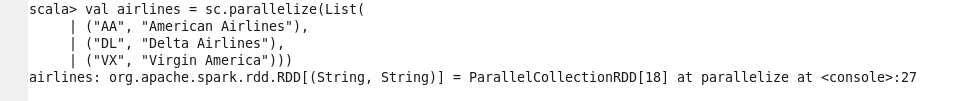 scala> val airlines = sc.parallelize(List(
     | ("AA", "American Airlines"),
     | ("DL", "Delta Airlines"),
     | ("VX", "Virgin America")))
airlines: org.apache.spark.rdd.RDD[(String, String)] = ParallelCollectionRDD[18] at parallelize at <console>:27